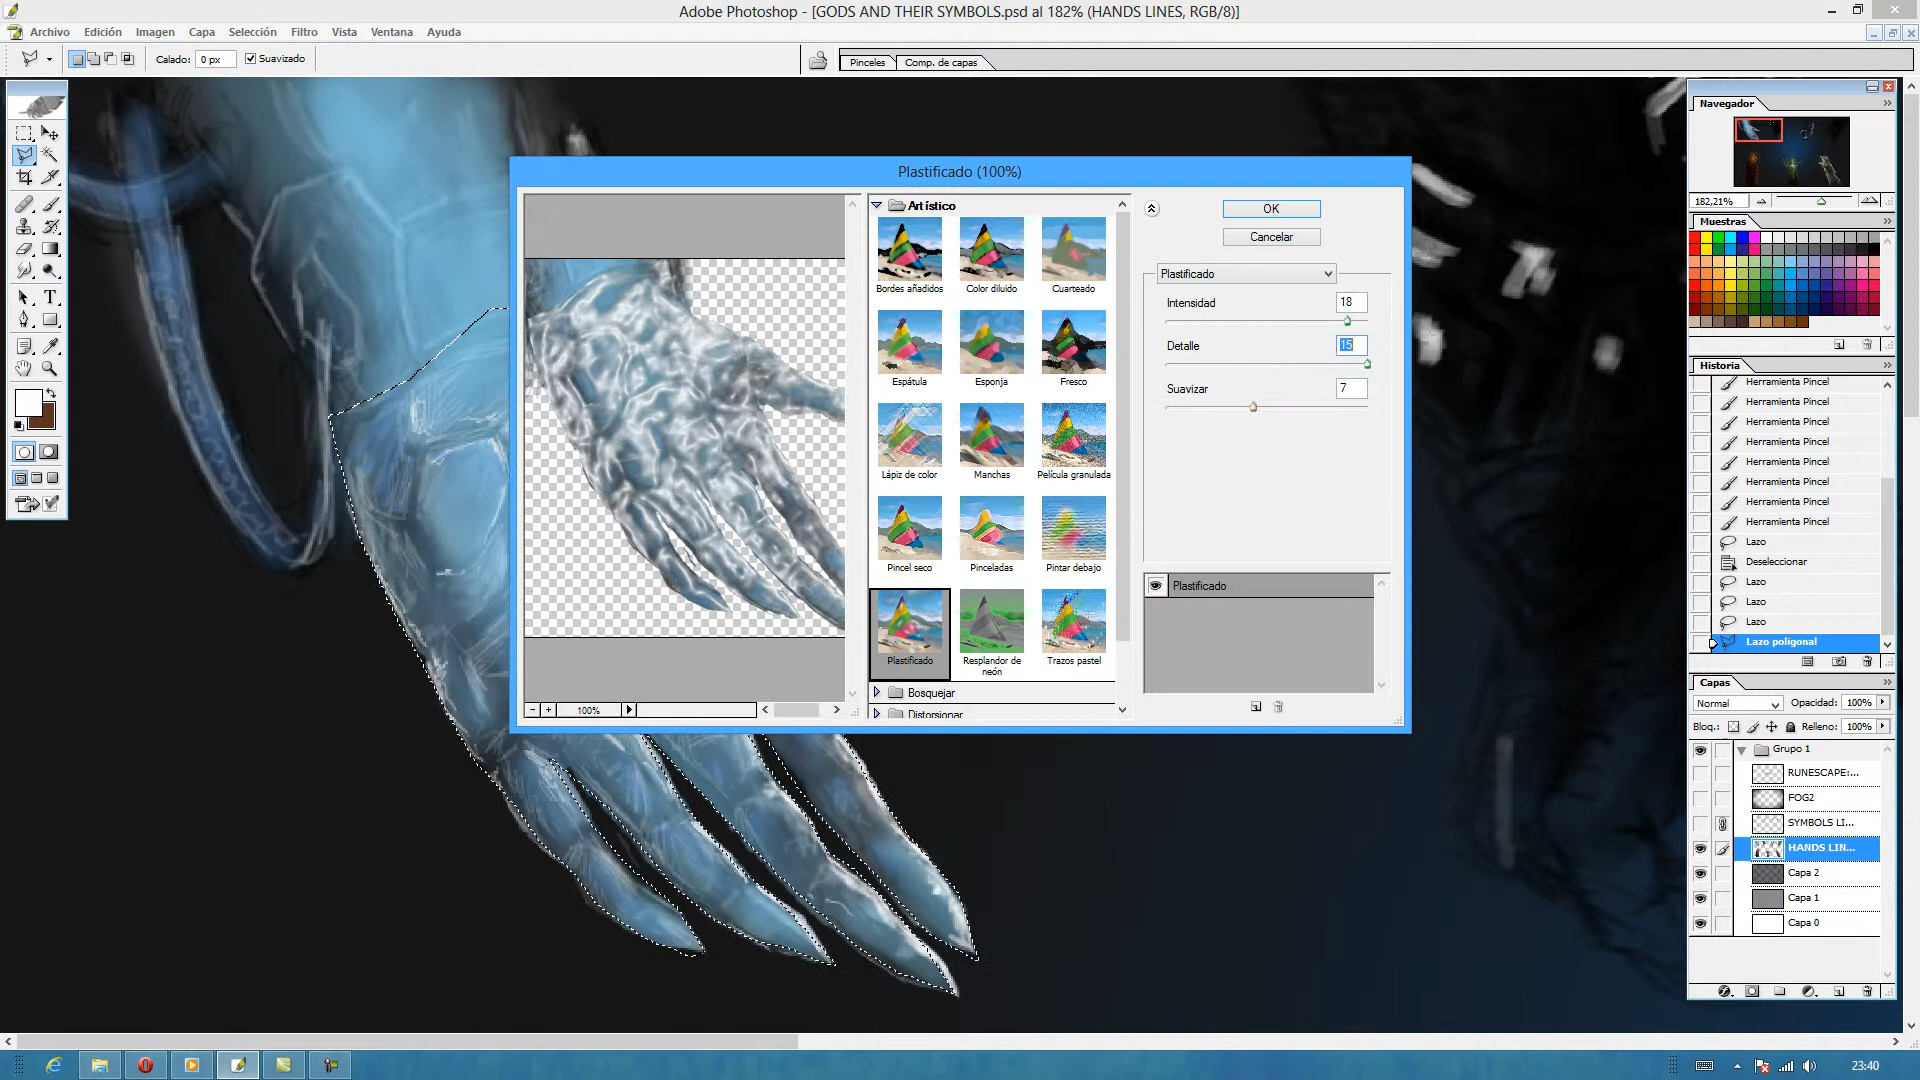 Adobe Photoshop - [GODS AND THEIR SYMBOLS.psd al 182% (HANDS LINES, RGB/8)]
Archivo Edición Imagen Capa Selección Filtro Vista Ventana Ayuda
Calado: 0 px Suavizado
Pinceles Comp. de capas
Plastificado (100%)
Artístico
Bordes añadidos Color diluido Cuarteado
Espátula Esponja Fresco
Lápiz de color Manchas Película granulada
Pincel seco Pinceladas Pintar debajo
Plastificado Resplandor de neón Trazos pastel
Bosquejar
Distorsionar
100%
OK
Cancelar
Plastificado
Intensidad 18
Detalle 15
Suavizar 7
Plastificado
Navegador
182,21%
Muestras
Historia
Herramienta Pincel
Herramienta Pincel
Herramienta Pincel
Herramienta Pincel
Herramienta Pincel
Herramienta Pincel
Herramienta Pincel
Herramienta Pincel
Lazo
Deseleccionar
Lazo
Lazo
Lazo
Lazo poligonal
Capas
Normal Opacidad: 100%
Bloq.: Relleno: 100%
Grupo 1
RUNESCAPE:...
FOG2
SYMBOLS LI...
HANDS LIN...
Capa 2
Capa 1
Capa 0
23:40